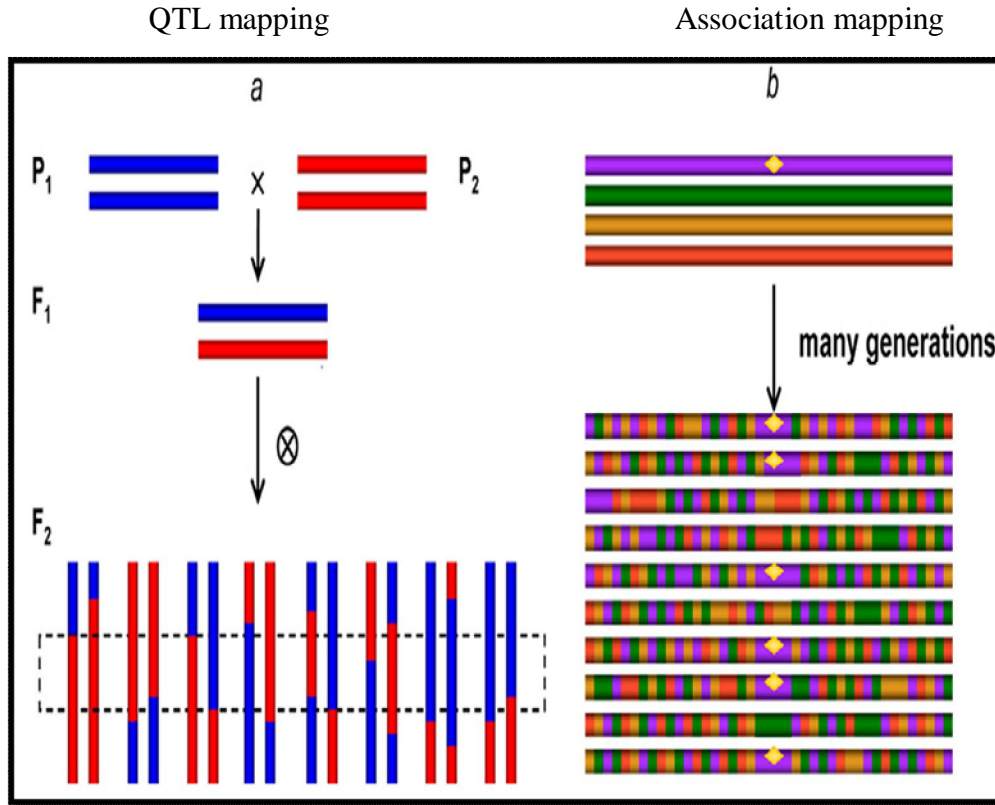 QTL mapping
Association mapping
a
b
P1
x
P2
F1
many generations
F2